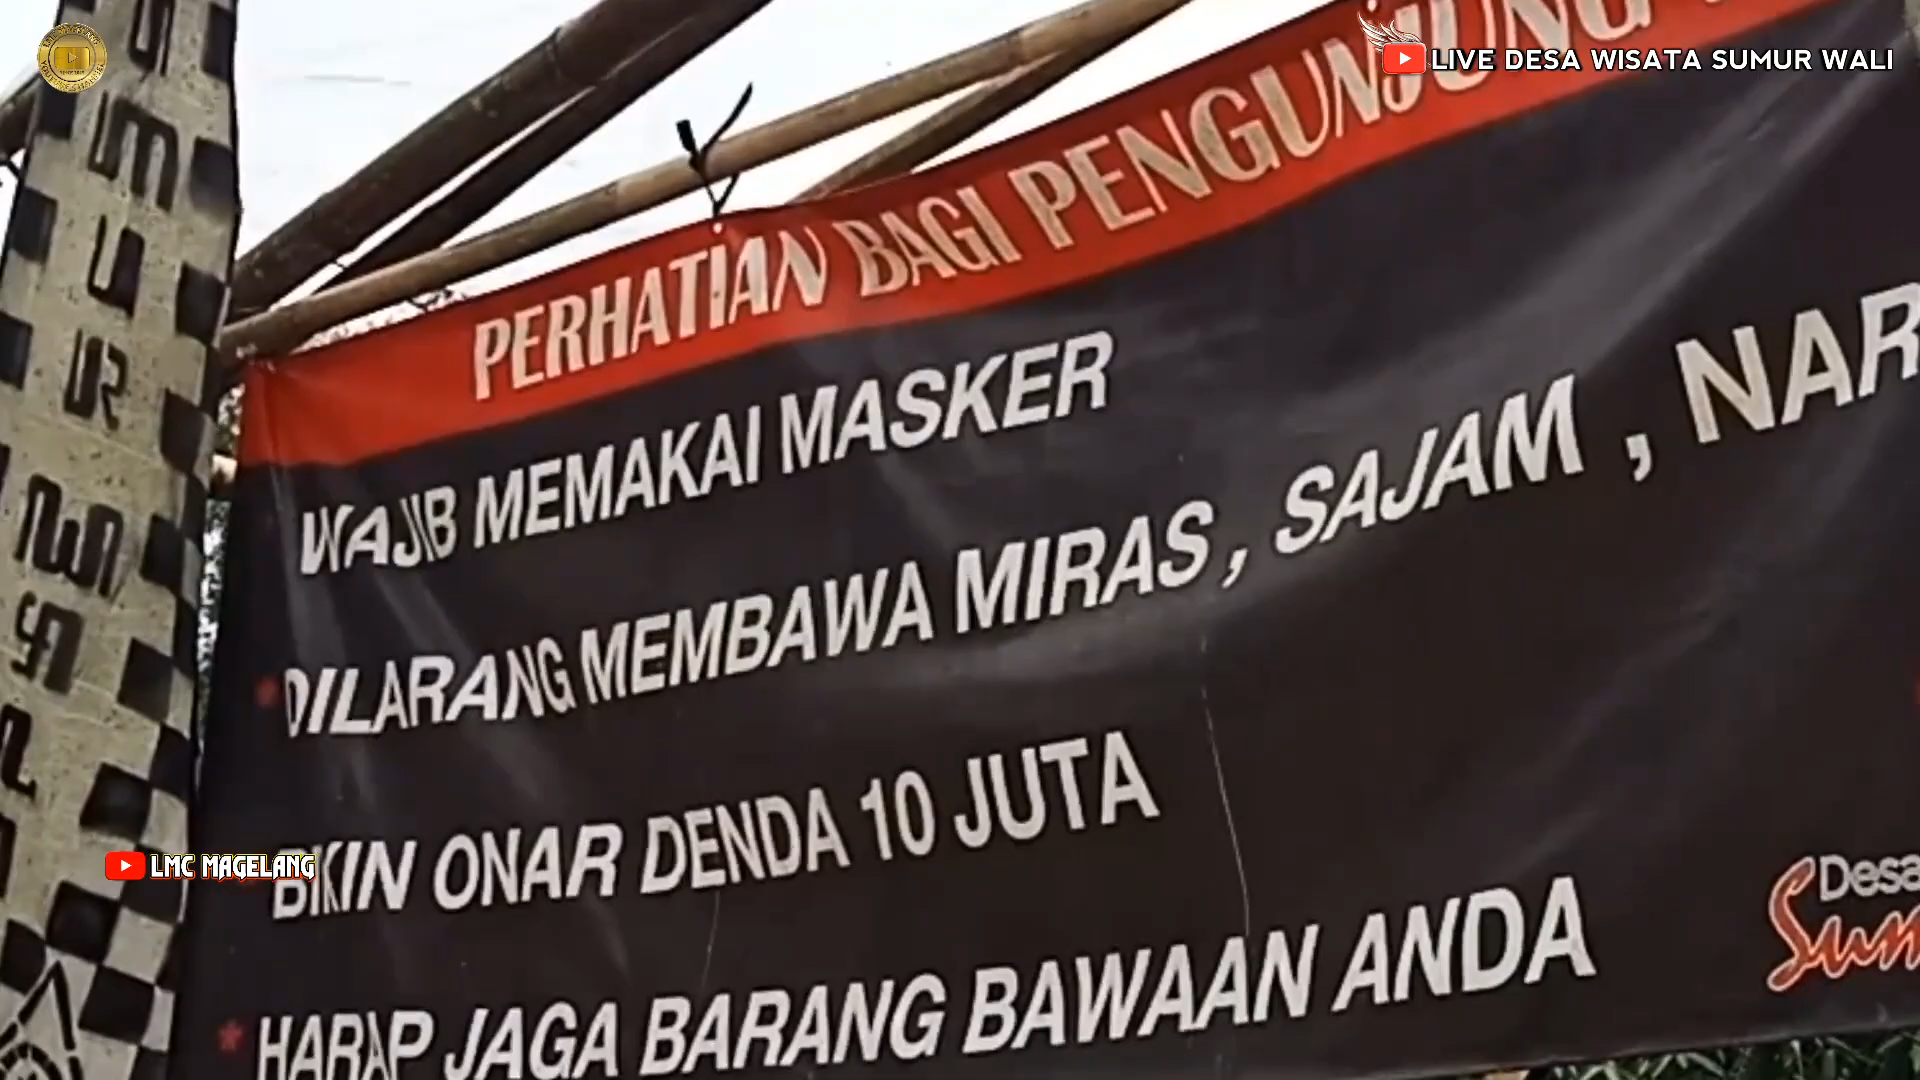 LIVE DESA WISATA SUMUR WALI
PERHATIAN BAGI PENGUNJUNG
WAJIB MEMAKAI MASKER
DILARANG MEMBAWA MIRAS , SAJAM , NAR
BIKIN ONAR DENDA 10 JUTA
HARAP JAGA BARANG BAWAAN ANDA
LMC MAGELANG
Desa
Sum